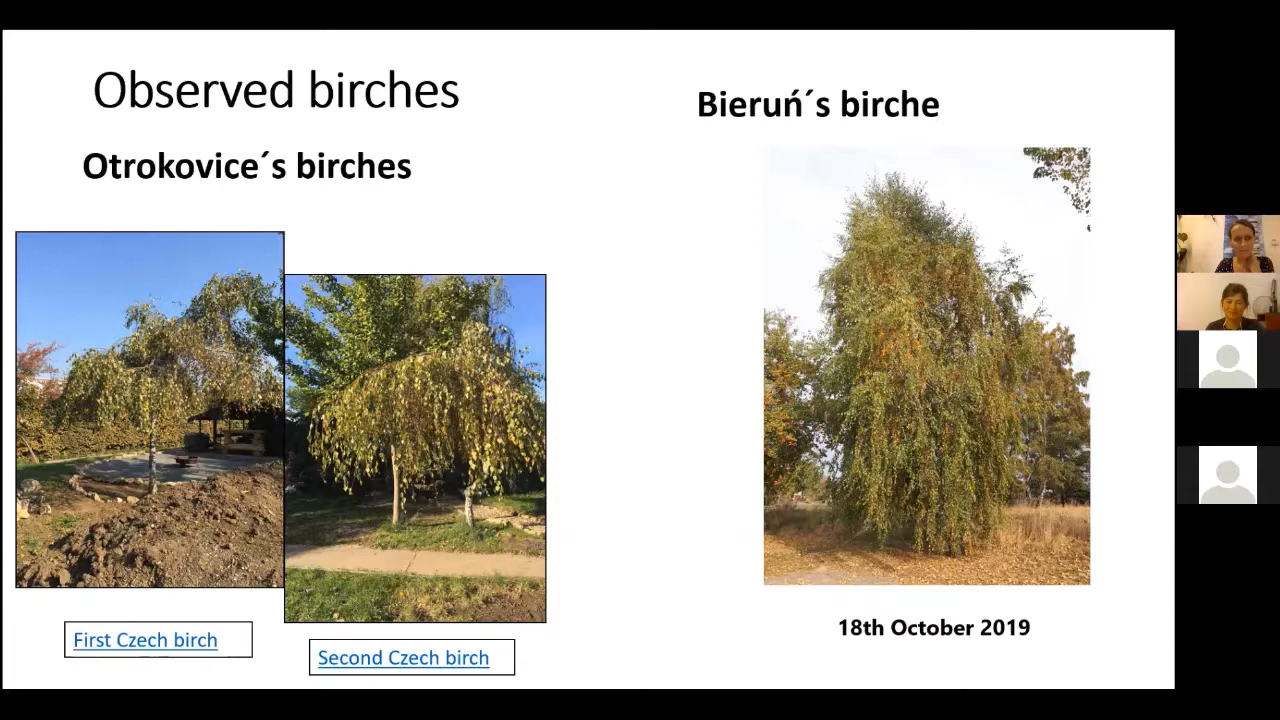 Observed birches
Otrokovice´s birches
First Czech birch
Second Czech birch
Bieruń´s birche
18th October 2019